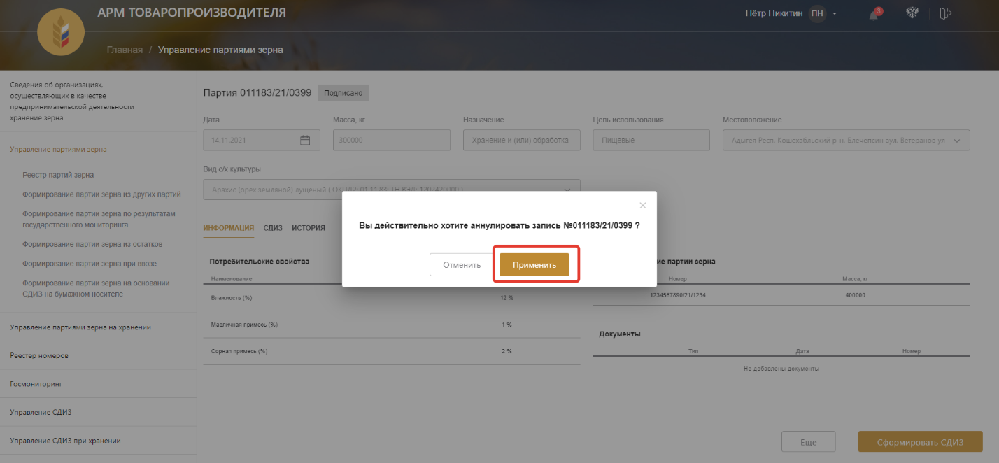 АРМ ТОВАРОПРОИЗВОДИТЕЛЯ
Пётр Никитин ПН
3
Главная / Управление партиями зерна
Сведения об организациях,
осуществляющих в качестве
предпринимательской деятельности
хранение зерна
Управление партиями зерна
Реестр партий зерна
Формирование партии зерна из других партий
Формирование партии зерна по результатам
государственного мониторинга
Формирование партии зерна из остатков
Формирование партии зерна при ввозе
Формирование партии зерна на основании
СДИЗ на бумажном носителе
Управление партиями зерна на хранении
Реестер номеров
Госмониторинг
Управление СДИЗ
Управление СДИЗ при хранении
Партия 011183/21/0399 Подписано
Дата Масса, кг Назначение Цель использования Местоположение
14.11.2021 300000 Хранение и (или) обработка Пищевые Адыгея Респ, Кошехабльский р-н, Блечепсин аул, Ветеранов ул
Вид с/х культуры
Арахис (орех земляной) лущеный ( ОКПД2: 01.11.83; ТН ВЭД: 1202420000 )
Вы действительно хотите аннулировать запись №011183/21/0399 ?
Отменить Применить
ИНФОРМАЦИЯ СДИЗ ИСТОРИЯ
Потребительские свойства
Наименование
Влажность (%) 12 %
Масличная примесь (%) 1 %
Сорная примесь (%) 2 %
партии зерна
Номер Масса, кг
1234567890/21/1234 400000
Документы
Тип Дата Номер
Не добавлены документы
Еще Сформировать СДИЗ